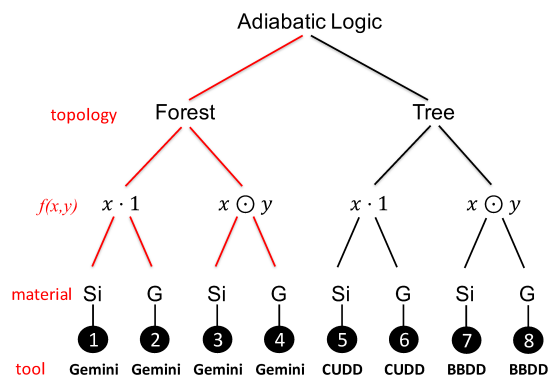 Adiabatic Logic
topology Forest Tree
f(x,y) x · 1 x ⊙ y x · 1 x ⊙ y
material Si G Si G Si G Si G
1 2 3 4 5 6 7 8
tool Gemini Gemini Gemini Gemini CUDD CUDD BBDD BBDD